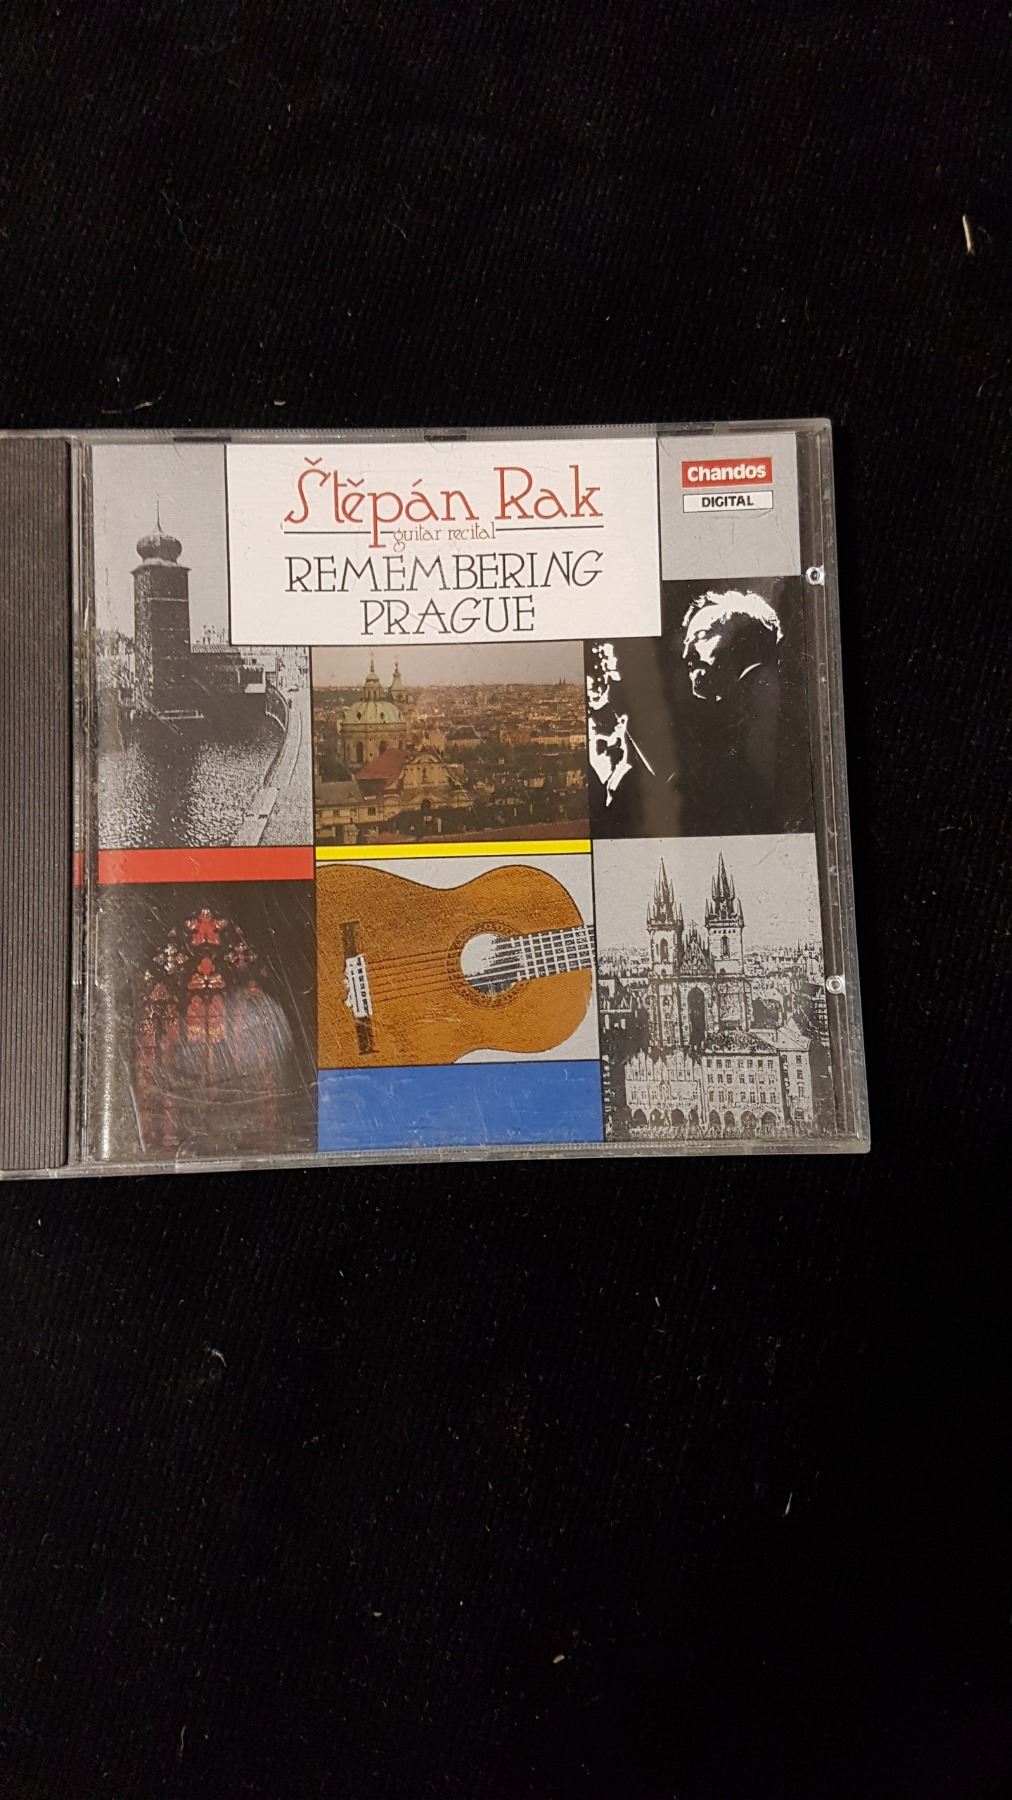 Štěpán Rak
guitar recital
REMEMBERING
PRAGUE
Chandos
DIGITAL